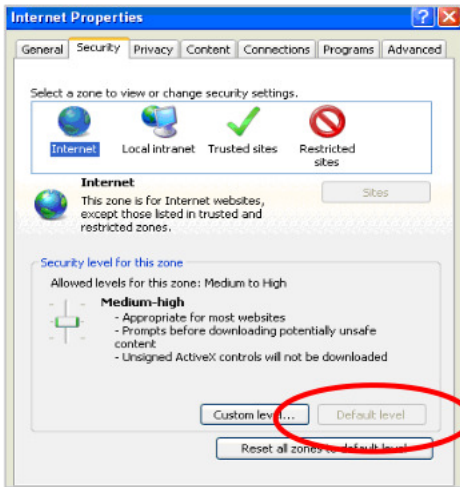 Internet Properties
General Security Privacy Content Connections Programs Advanced
Select a zone to view or change security settings.
Internet Local intranet Trusted sites Restricted
sites
Internet
Sites
This zone is for Internet websites,
except those listed in trusted and
restricted zones.
Security level for this zone
Allowed levels for this zone: Medium to High
Medium-high
- Appropriate for most websites
- Prompts before downloading potentially unsafe
content
- Unsigned ActiveX controls will not be downloaded
Custom level... Default level
Reset all zones to default level